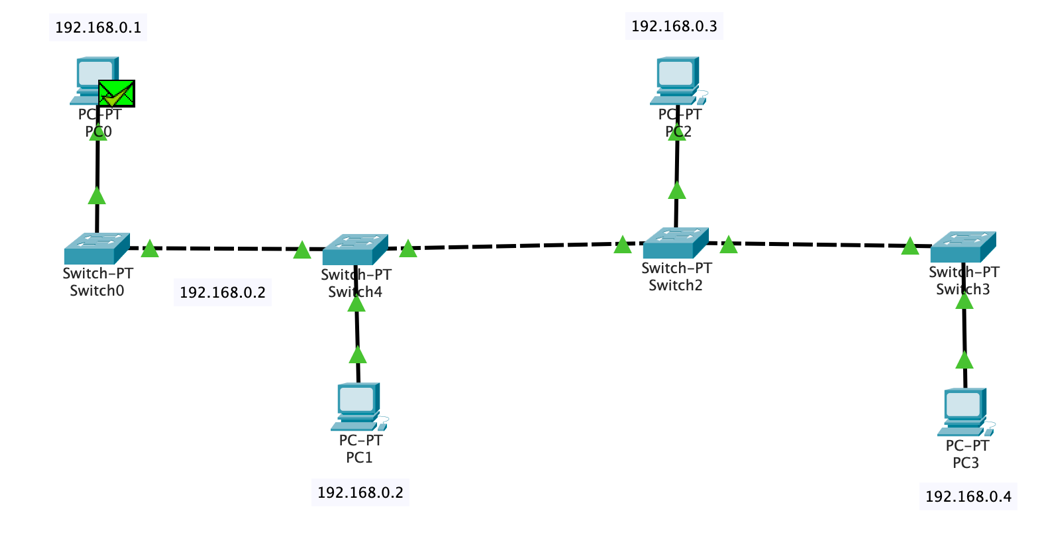 192.168.0.1
192.168.0.3
PC-PT
PC0
PC-PT
PC2
Switch-PT
Switch0
192.168.0.2
Switch-PT
Switch4
Switch-PT
Switch2
Switch-PT
Switch3
PC-PT
PC1
192.168.0.2
PC-PT
PC3
192.168.0.4